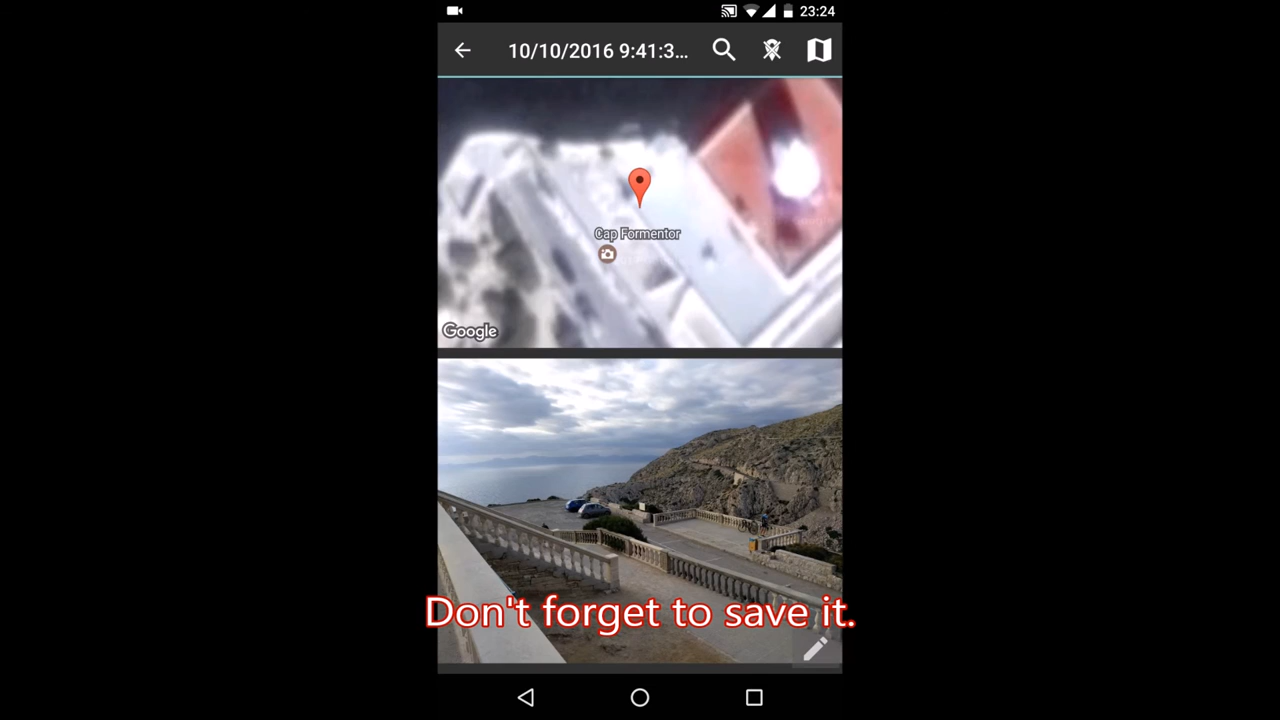 23:24
10/10/2016 9:41:3...
Cap Formentor
Google
Don't forget to save it.